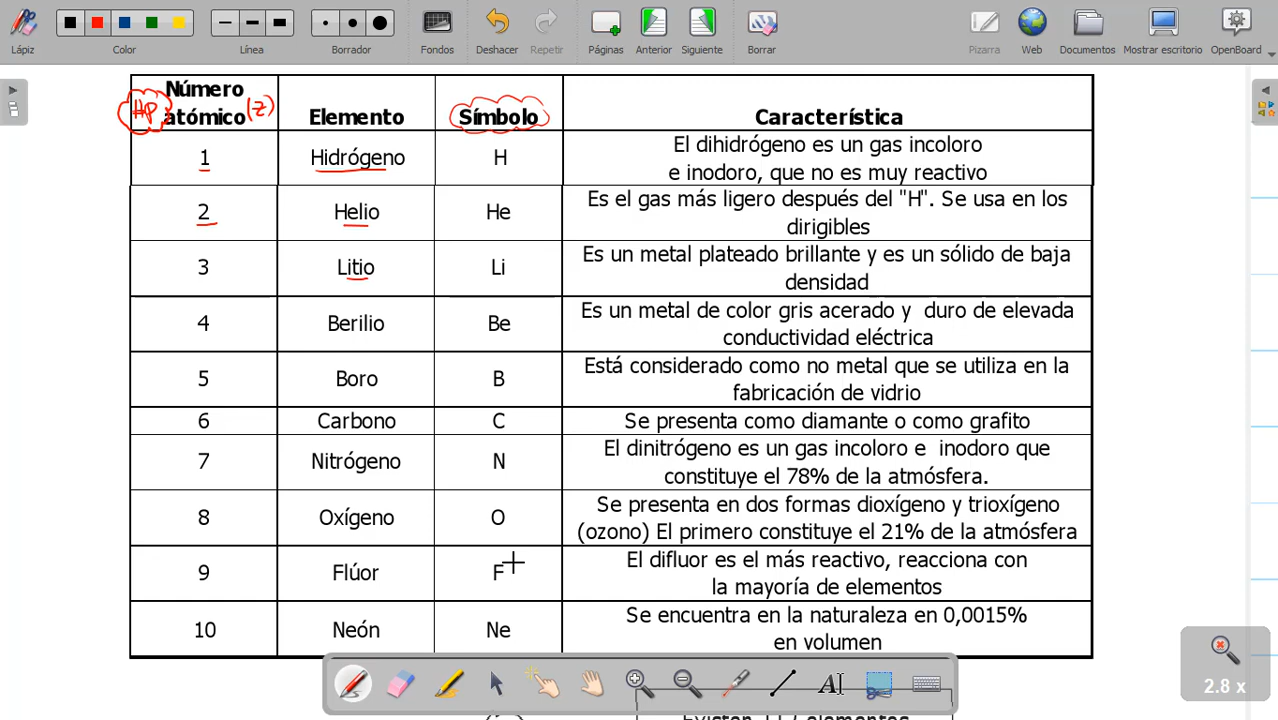 Lápiz
Color
Línea
Borrador
Fondos
Deshacer
Repetir
Páginas
Anterior
Siguiente
Borrar
Pizarra
Web
Documentos
Mostrar escritorio
OpenBoard
#p Número
atómico (Z)
Elemento
Símbolo
Característica
1
Hidrógeno
H
El dihidrógeno es un gas incoloro
e inodoro, que no es muy reactivo
2
Helio
He
Es el gas más ligero después del "H". Se usa en los
dirigibles
3
Litio
Li
Es un metal plateado brillante y es un sólido de baja
densidad
4
Berilio
Be
Es un metal de color gris acerado y duro de elevada
conductividad eléctrica
5
Boro
B
Está considerado como no metal que se utiliza en la
fabricación de vidrio
6
Carbono
C
Se presenta como diamante o como grafito
7
Nitrógeno
N
El dinitrógeno es un gas incoloro e inodoro que
constituye el 78% de la atmósfera.
8
Oxígeno
O
Se presenta en dos formas dioxígeno y trioxígeno
(ozono) El primero constituye el 21% de la atmósfera
9
Flúor
F
El difluor es el más reactivo, reacciona con
la mayoría de elementos
10
Neón
Ne
Se encuentra en la naturaleza en 0,0015%
en volumen
2.8 x